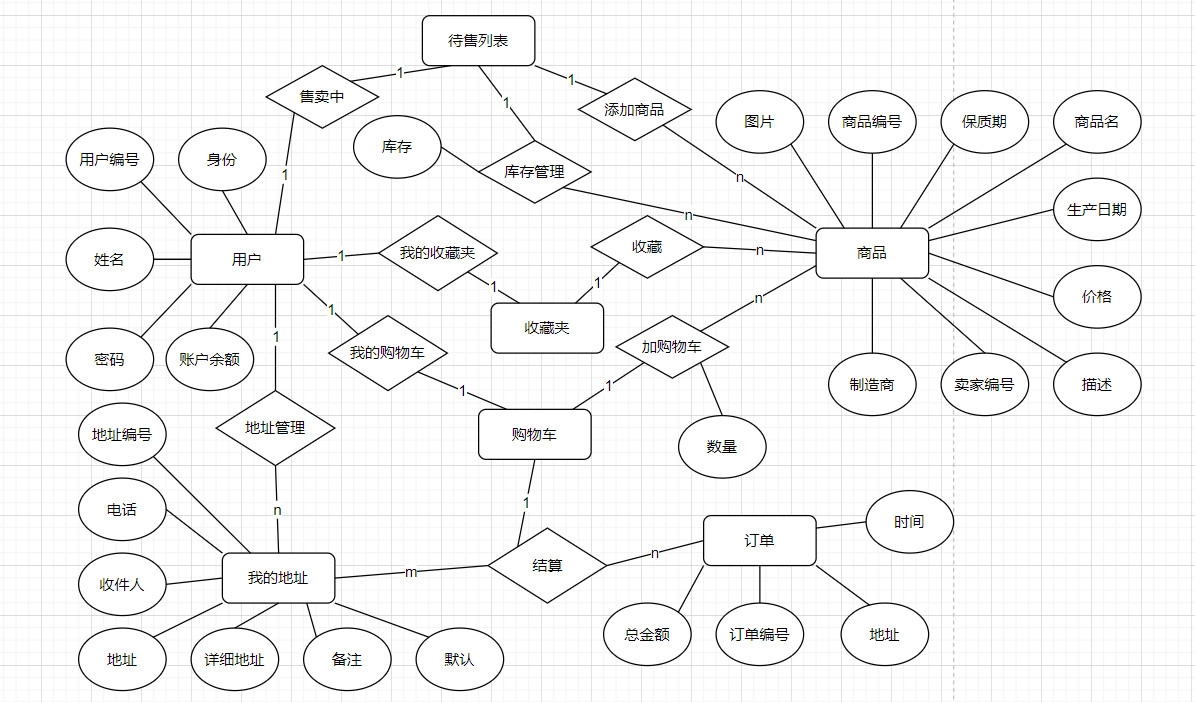 待售列表
1
售卖中
1
1
添加商品
图片
商品编号
保质期
商品名
库存
用户编号
身份
1
库存管理
n
n
生产日期
姓名
用户
1
我的收藏夹
收藏
n
商品
1
1
n
价格
1
收藏夹
1
密码
账户余额
我的购物车
加购物车
制造商
卖家编号
描述
1
1
地址编号
地址管理
购物车
数量
电话
n
1
时间
我的地址
m
结算
n
订单
收件人
总金额
订单编号
地址
地址
详细地址
备注
默认